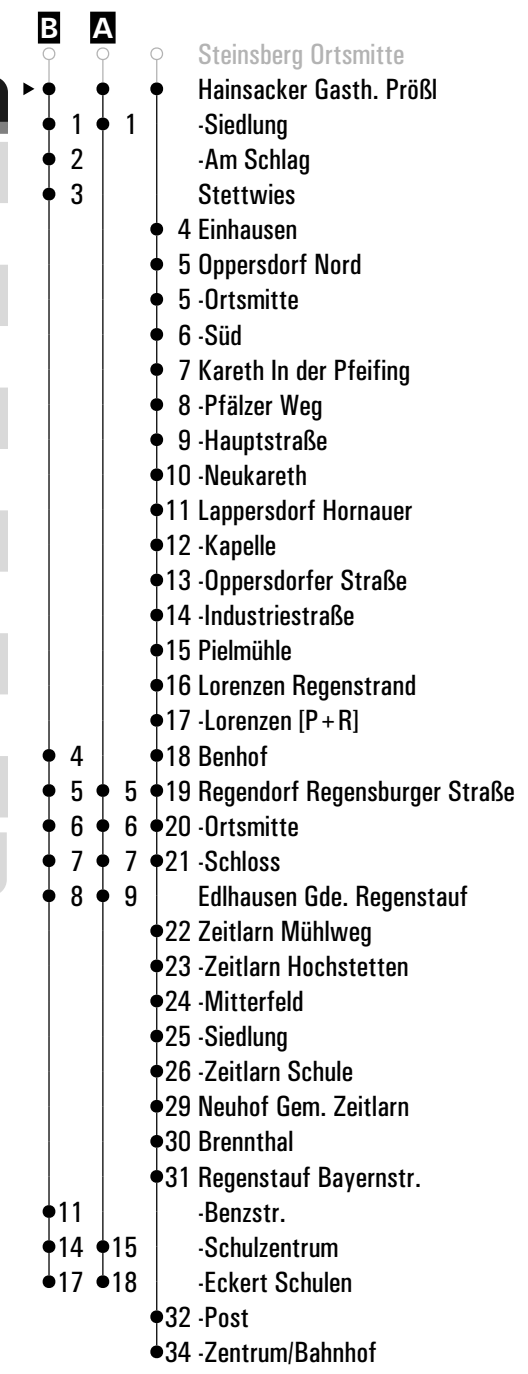 B A
Steinsberg Ortsmitte
Hainsacker Gasth. Prößl
1 1 -Siedlung
2 -Am Schlag
3 Stettwies
4 Einhausen
5 Oppersdorf Nord
5 -Ortsmitte
6 -Süd
7 Kareth In der Pfeifing
8 -Pfälzer Weg
9 -Hauptstraße
10 -Neukareth
11 Lappersdorf Hornauer
12 -Kapelle
13 -Oppersdorfer Straße
14 -Industriestraße
15 Pielmühle
16 Lorenzen Regenstrand
17 -Lorenzen [P+R]
4 18 Benhof
5 5 19 Regendorf Regensburger Straße
6 6 20 -Ortsmitte
7 7 21 -Schloss
8 9 Edlhausen Gde. Regenstauf
22 Zeitlarn Mühlweg
23 -Zeitlarn Hochstetten
24 -Mitterfeld
25 -Siedlung
26 -Zeitlarn Schule
29 Neuhof Gem. Zeitlarn
30 Brennthal
31 Regenstauf Bayernstr.
11 -Benzstr.
14 15 -Schulzentrum
17 18 -Eckert Schulen
32 -Post
34 -Zentrum/Bahnhof